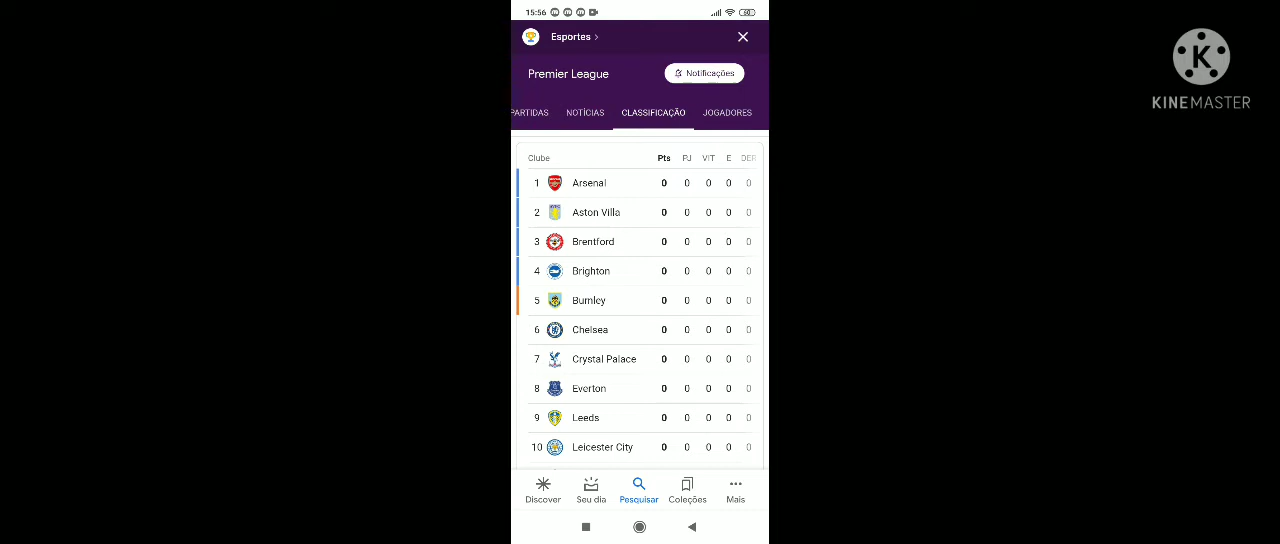 15:56
60
Esportes >
Premier League
Notificações
PARTIDAS NOTÍCIAS CLASSIFICAÇÃO JOGADORES
Clube Pts PJ VIT E DER
1 Arsenal 0 0 0 0 0
2 Aston Villa 0 0 0 0 0
3 Brentford 0 0 0 0 0
4 Brighton 0 0 0 0 0
5 Burnley 0 0 0 0 0
6 Chelsea 0 0 0 0 0
7 Crystal Palace 0 0 0 0 0
8 Everton 0 0 0 0 0
9 Leeds 0 0 0 0 0
10 Leicester City 0 0 0 0 0
Discover Seu dia Pesquisar Coleções Mais
K
KINEMASTER